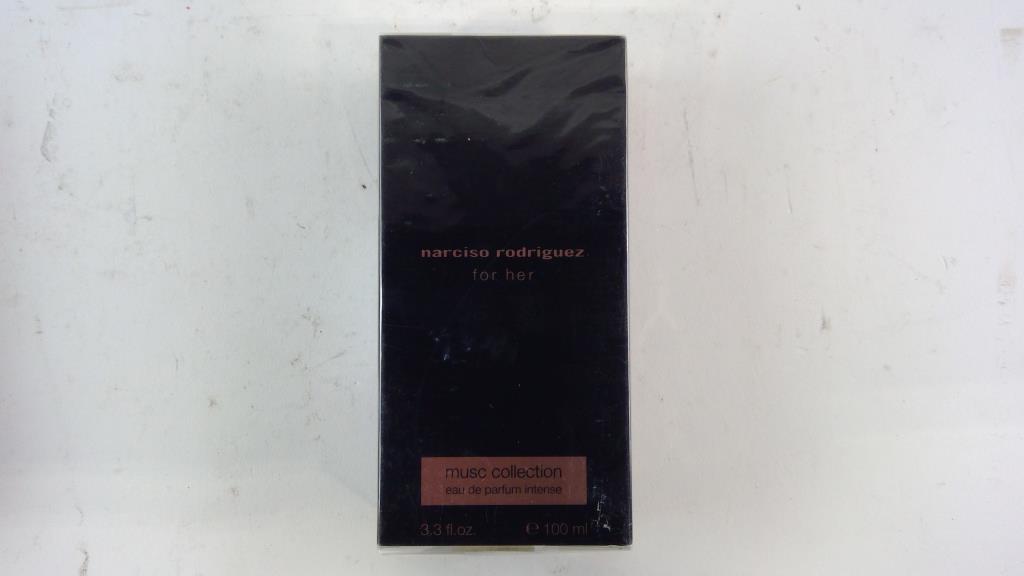 narciso rodriguez
for her
musc collection
eau de parfum intense
3.3 fl.oz. ℮ 100 ml